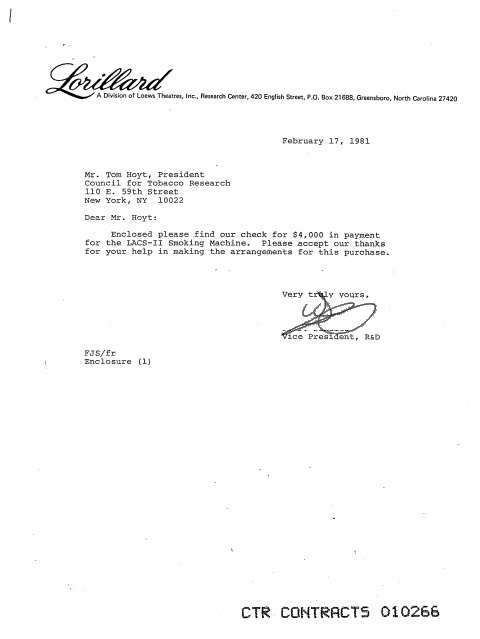 Lorillard
A Division of Loews Theatres, Inc., Research Center, 420 English Street, P.O. Box 21688, Greensboro, North Carolina 27420
February 17, 1981
Mr. Tom Hoyt, President
Council for Tobacco Research
110 E. 59th Street
New York, NY 10022
Dear Mr. Hoyt:
Enclosed please find our check for $4,000 in payment
for the LACS-II Smoking Machine. Please accept our thanks
for your help in making the arrangements for this purchase.
Very truly yours,
Vice President, R&D
FJS/fr
Enclosure (1)
CTR CONTRACTS 010266